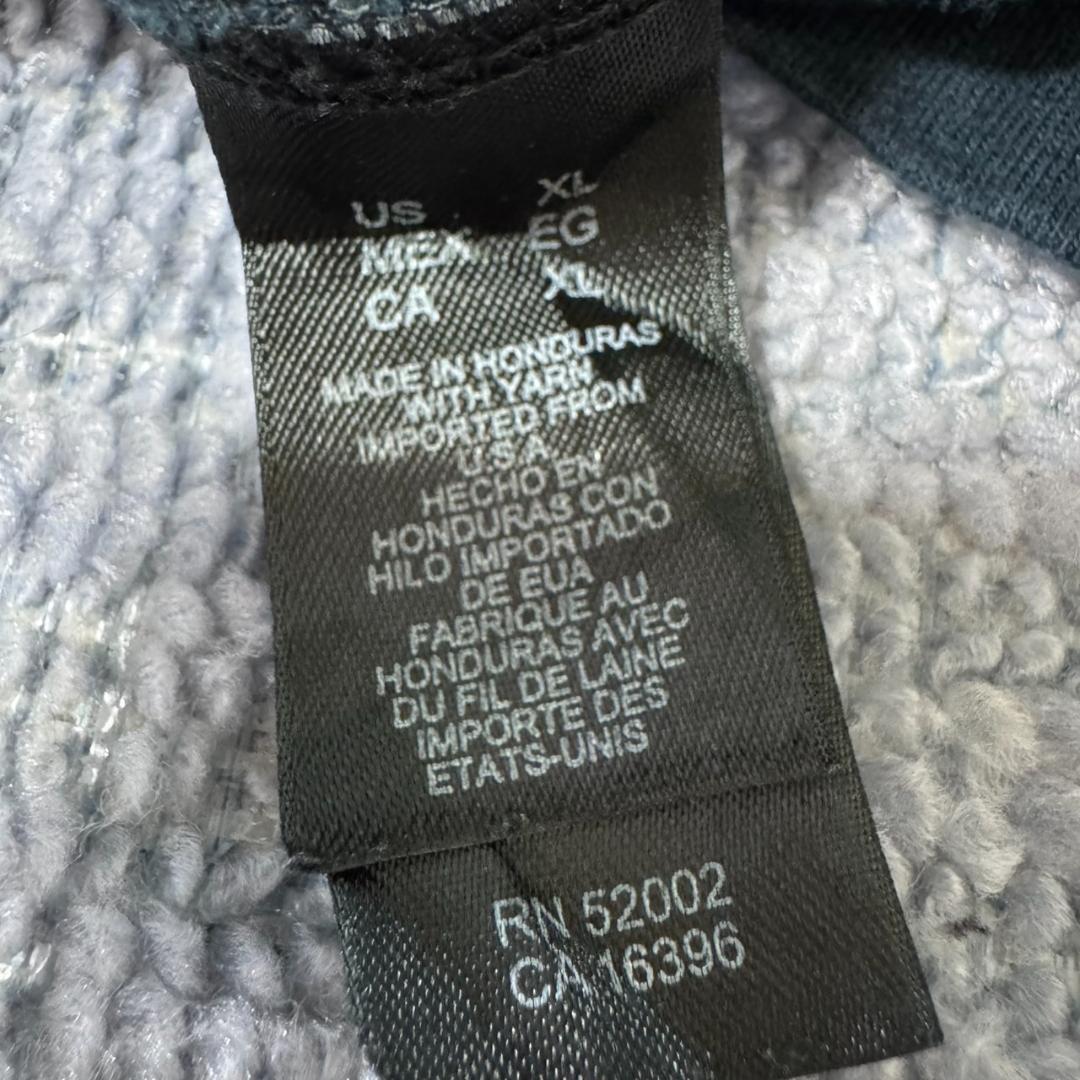 US XL
MEX EG
CA XL
MADE IN HONDURAS
WITH YARN
IMPORTED FROM
U.S.A.
HECHO EN
HONDURAS CON
HILO IMPORTADO
DE EUA
FABRIQUE AU
HONDURAS AVEC
DU FIL DE LAINE
IMPORTE DES
ETATS-UNIS
RN 52002
CA 16396